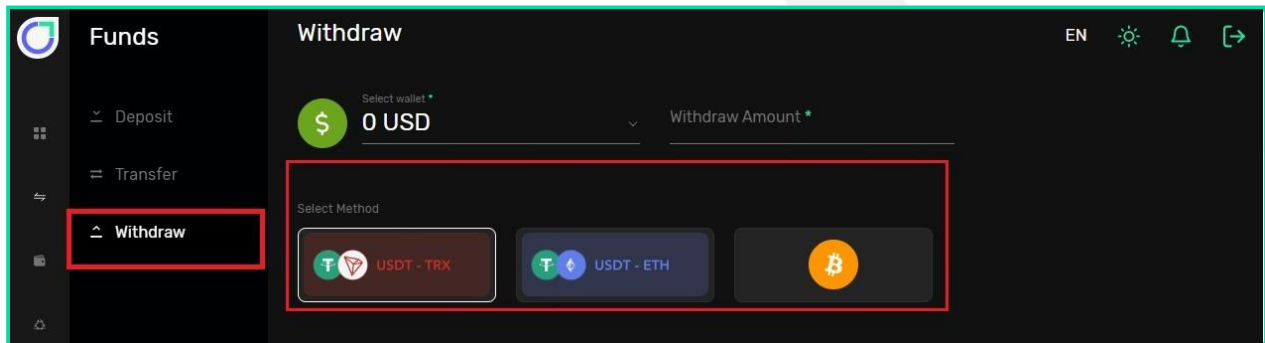 Funds
Deposit
Transfer
Withdraw
Withdraw
EN
Select wallet *
$ 0 USD
Withdraw Amount *
Select Method
USDT - TRX
USDT - ETH